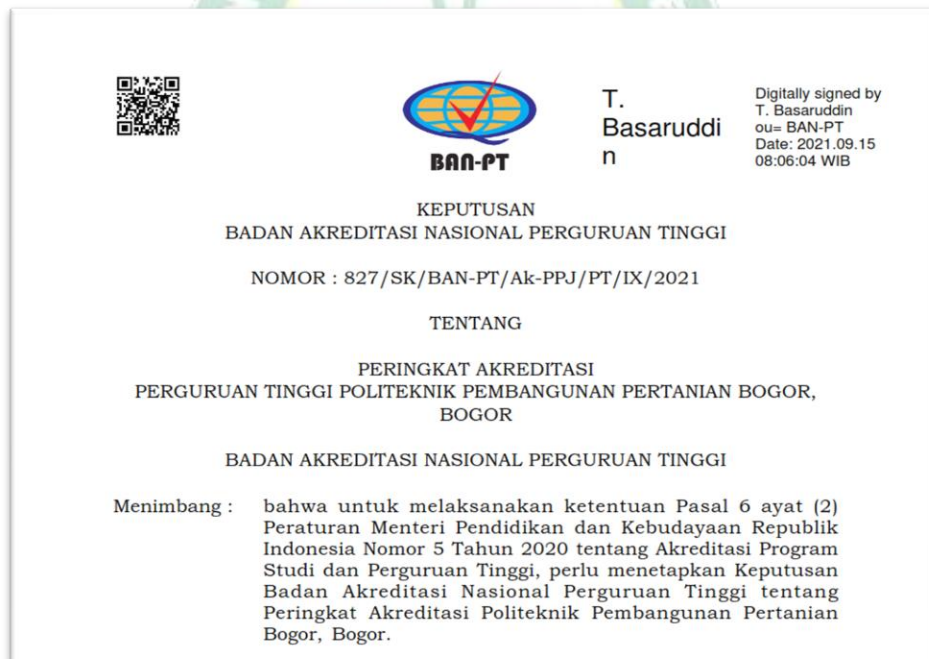 BAN-PT
T.
Basaruddi
n
Digitally signed by
T. Basaruddin
ou= BAN-PT
Date: 2021.09.15
08:06:04 WIB
KEPUTUSAN
BADAN AKREDITASI NASIONAL PERGURUAN TINGGI
NOMOR : 827/SK/BAN-PT/Ak-PPJ/PT/IX/2021
TENTANG
PERINGKAT AKREDITASI
PERGURUAN TINGGI POLITEKNIK PEMBANGUNAN PERTANIAN BOGOR,
BOGOR
BADAN AKREDITASI NASIONAL PERGURUAN TINGGI
Menimbang : bahwa untuk melaksanakan ketentuan Pasal 6 ayat (2)
Peraturan Menteri Pendidikan dan Kebudayaan Republik
Indonesia Nomor 5 Tahun 2020 tentang Akreditasi Program
Studi dan Perguruan Tinggi, perlu menetapkan Keputusan
Badan Akreditasi Nasional Perguruan Tinggi tentang
Peringkat Akreditasi Politeknik Pembangunan Pertanian
Bogor, Bogor.